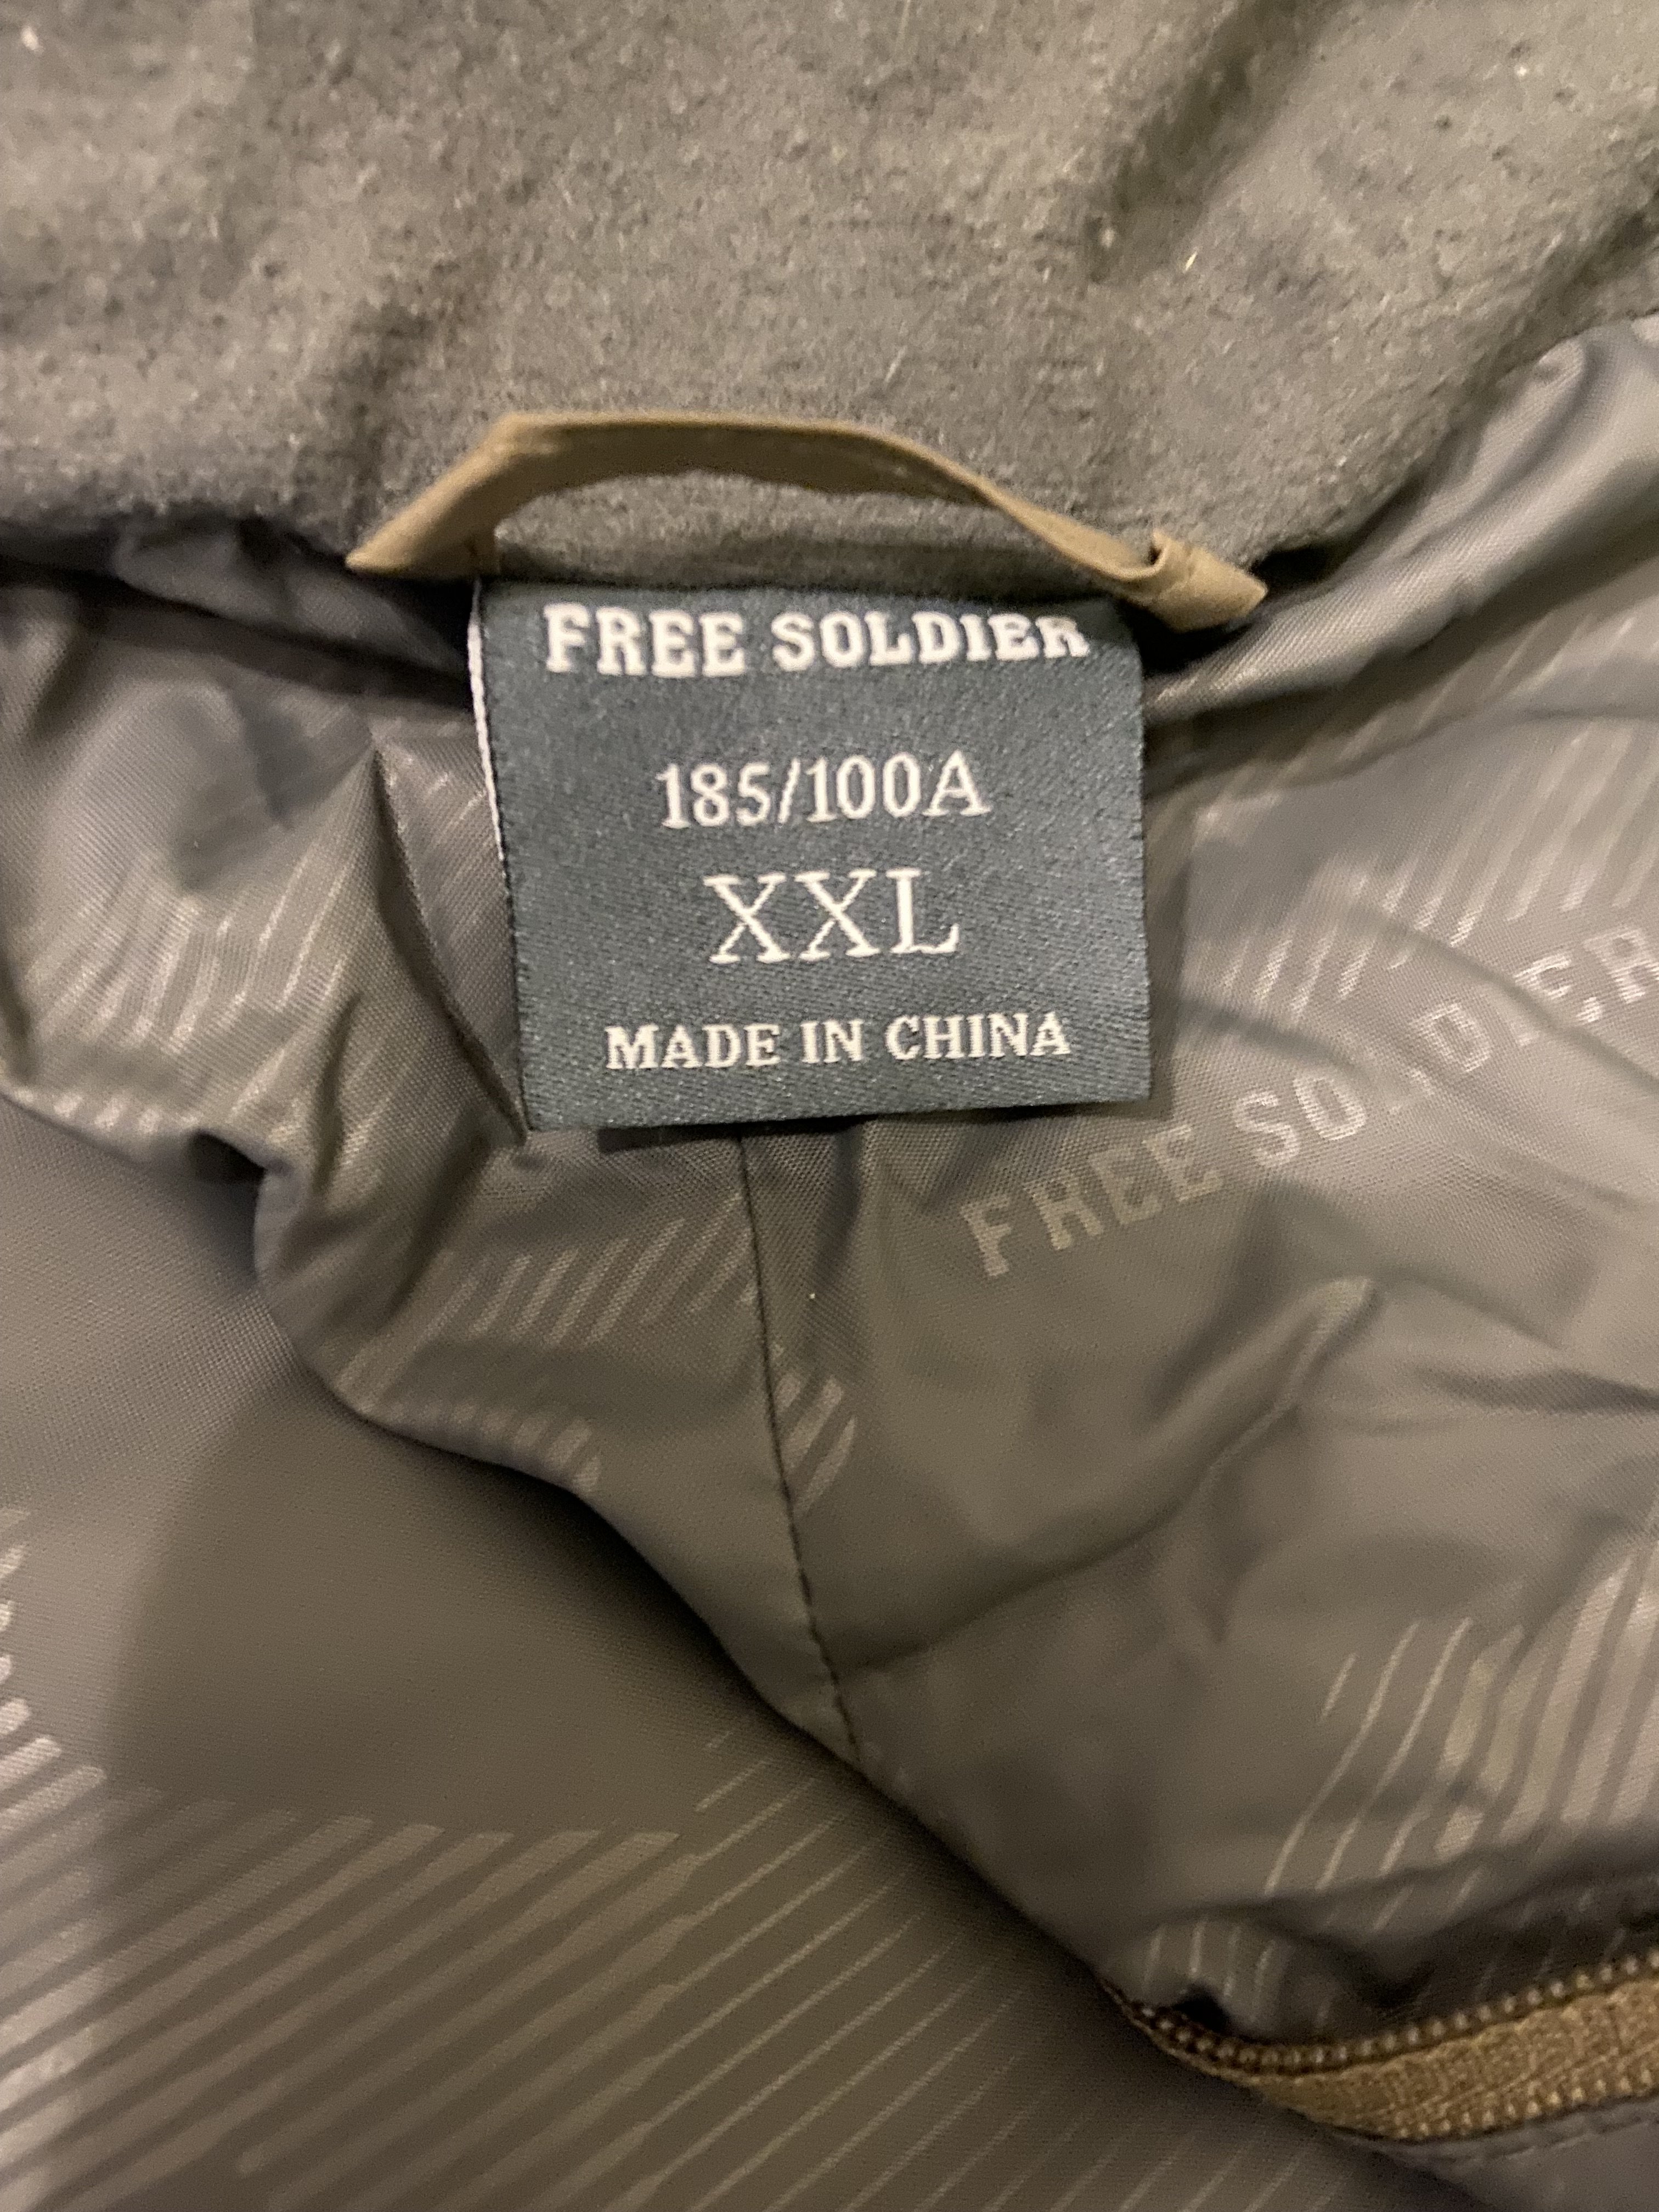 FREE SOLDIER
185/100A
XXL
MADE IN CHINA
FREE SOLDIER